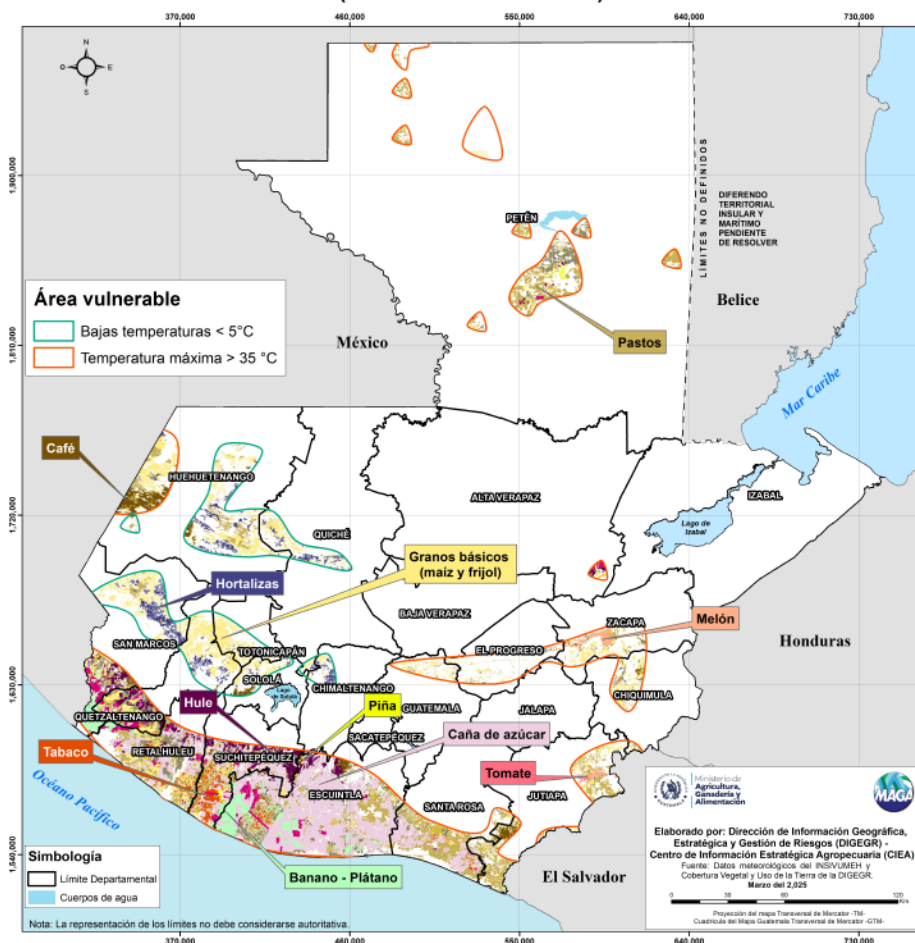 370,000 460,000 550,000 640,000 730,000
N
O E
S
1,900,000
1,810,000
1,720,000
1,630,000
1,540,000
LÍMITES NO DEFINIDOS
DIFERENDO
TERRITORIAL
INSULAR Y
MARÍTIMO
PENDIENTE
DE RESOLVER
PETÉN
Área vulnerable
Bajas temperaturas < 5°C
Temperatura máxima > 35 °C
México
Belice
Pastos
Mar Caribe
Café
HUEHUETENANGO
ALTA VERAPAZ
IZABAL
Lago de
Izabal
QUICHÉ
Granos básicos
(maíz y frijol)
Hortalizas
BAJA VERAPAZ
ZACAPA
Melón
SAN MARCOS
TOTONICAPÁN
EL PROGRESO
Honduras
SOLOLÁ
CHIMALTENANGO
CHIQUIMULA
Hule
Piña
GUATEMALA
JALAPA
QUETZALTENANGO
SACATEPÉQUEZ
Caña de azúcar
Tabaco
RETALHULEU
SUCHITEPÉQUEZ
Tomate
ESCUINTLA
SANTA ROSA
JUTIAPA
Océano Pacífico
Banano - Plátano
El Salvador
Simbología
Límite Departamental
Cuerpos de agua
Nota: La representación de los límites no debe considerarse autoritativa.
Ministerio de
Agricultura,
Ganadería y
Alimentación
MAGA
Elaborado por: Dirección de Información Geográfica,
Estratégica y Gestión de Riesgos (DIGEGR) -
Centro de Información Estratégica Agropecuaria (CIEA)
Fuente: Datos meteorológicos del INSIVUMEH y
Cobertura Vegetal y Uso de la Tierra de la DIGEGR.
Marzo del 2,025
0 30 60 120
Km
Proyección del mapa Transversal de Mercator -TM-
Cuadrícula del Mapa Guatemala Transversal de Mercator -GTM-
370,000 460,000 550,000 640,000 730,000